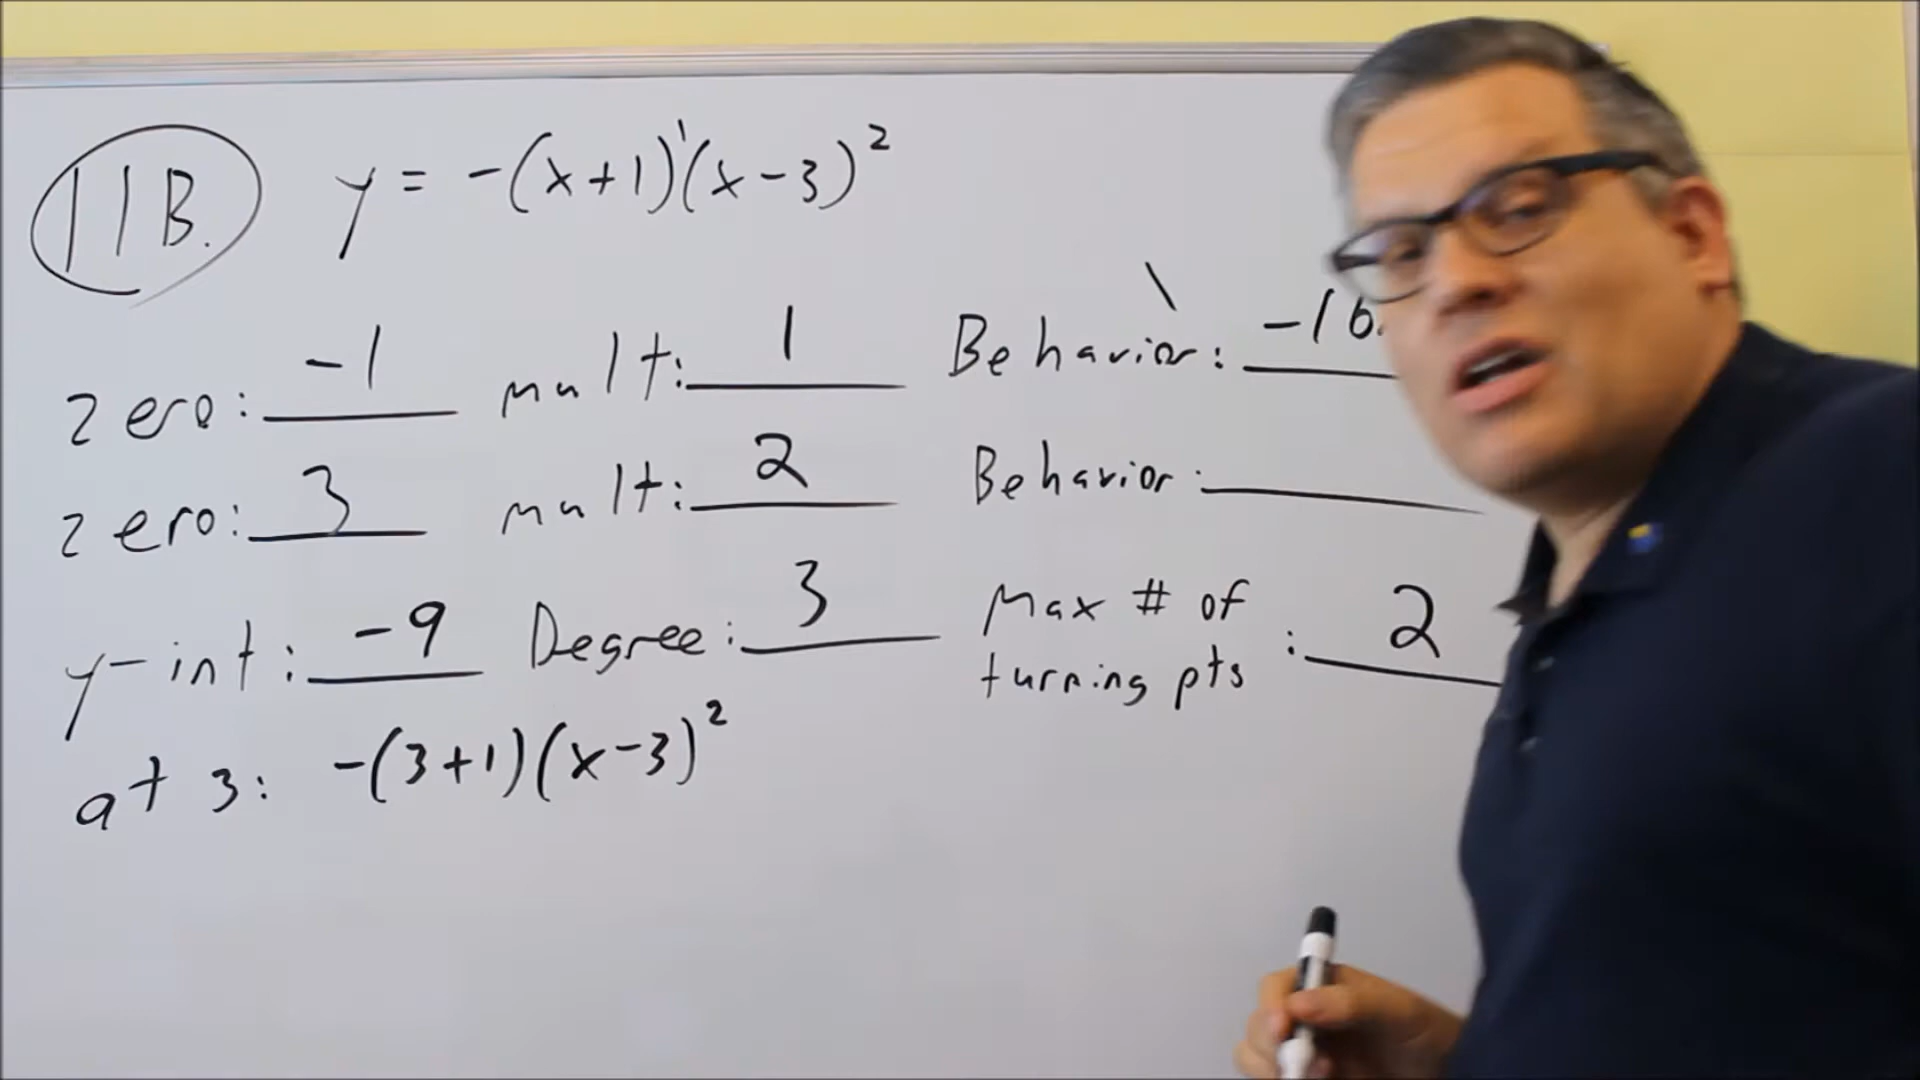 11B. y = -(x+1)¹(x-3)²
zero: -1 mult: 1 Behavior: -16
zero: 3 mult: 2 Behavior:
y-int: -9 Degree: 3 Max # of turning pts: 2
at 3: -(3+1)(x-3)²